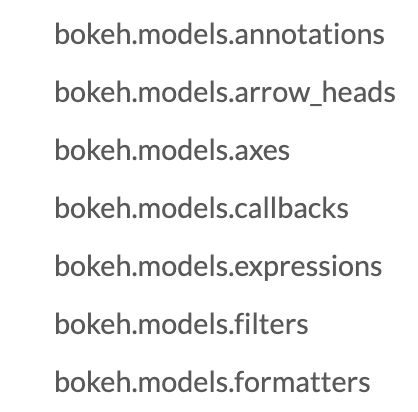 bokeh.models.annotations
bokeh.models.arrow_heads
bokeh.models.axes
bokeh.models.callbacks
bokeh.models.expressions
bokeh.models.filters
bokeh.models.formatters